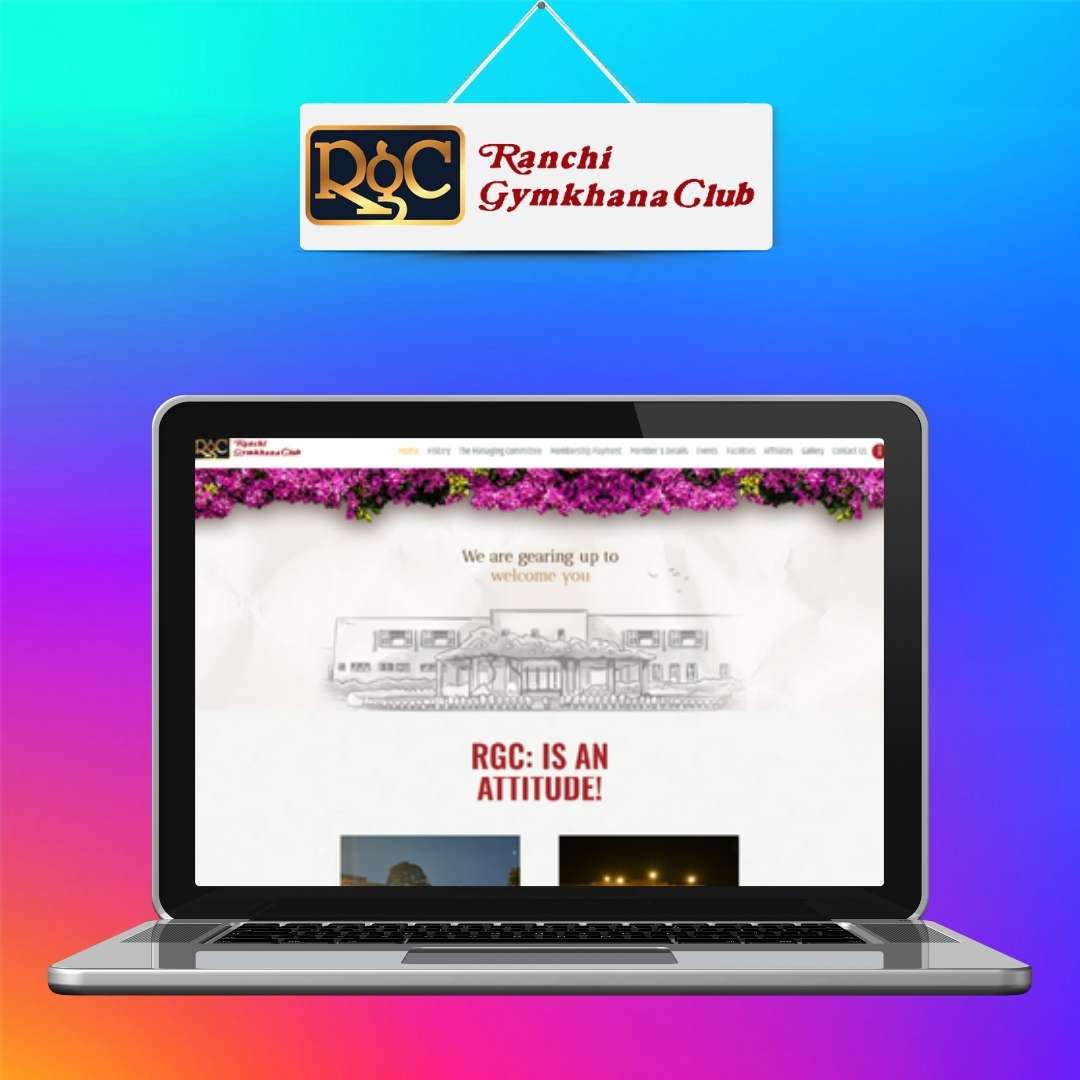 RGC
Ranchi
Gymkhana Club
RGC
Ranchi
Gymkhana Club
Home History The Managing Committee Membership Payment Member's Details Events Facilities Affiliates Gallery Contact Us
We are gearing up to
welcome you
RGC: IS AN
ATTITUDE!